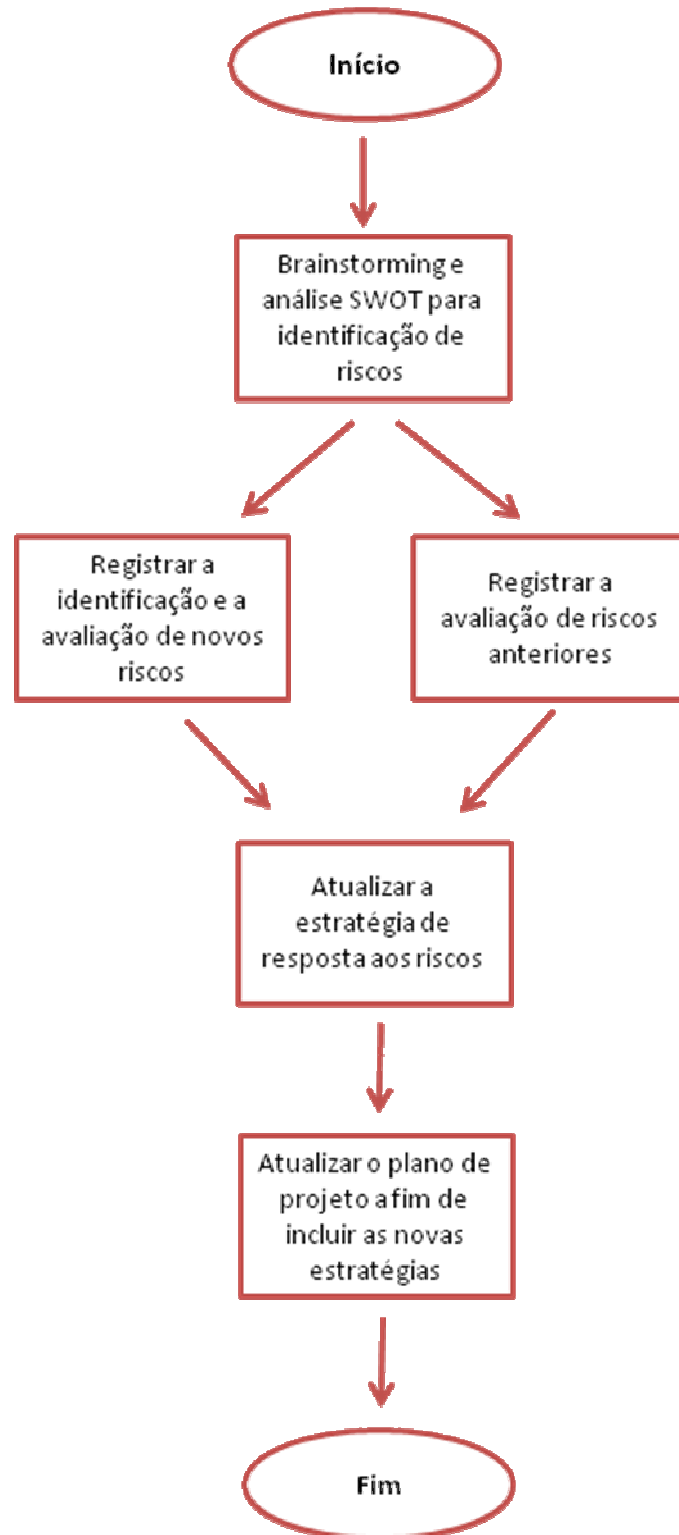 Início
Brainstorming e
análise SWOT para
identificação de
riscos
Registrar a
identificação e a
avaliação de novos
riscos
Registrar a
avaliação de riscos
anteriores
Atualizar a
estratégia de
resposta aos riscos
Atualizar o plano de
projeto afim de
incluir as novas
estratégias
Fim